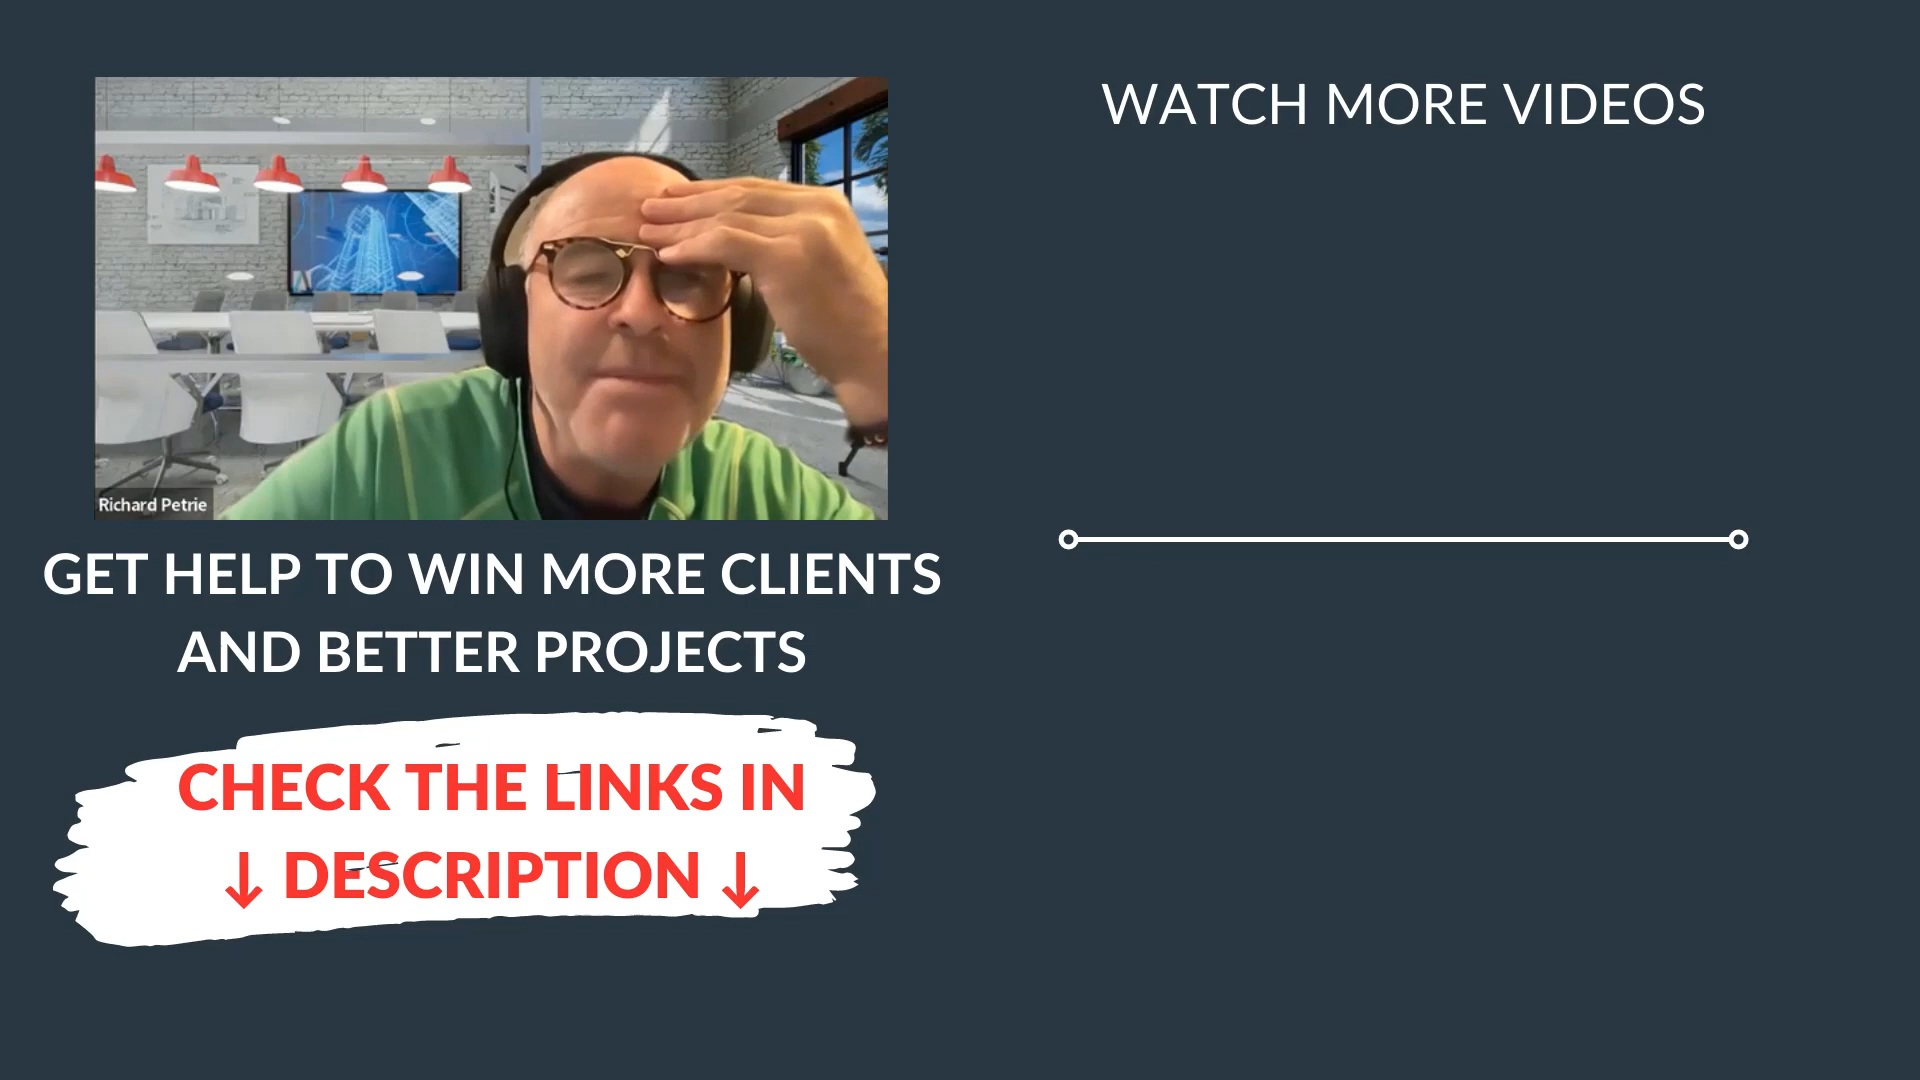 WATCH MORE VIDEOS
Richard Petrie
GET HELP TO WIN MORE CLIENTS
AND BETTER PROJECTS
CHECK THE LINKS IN
↓ DESCRIPTION ↓